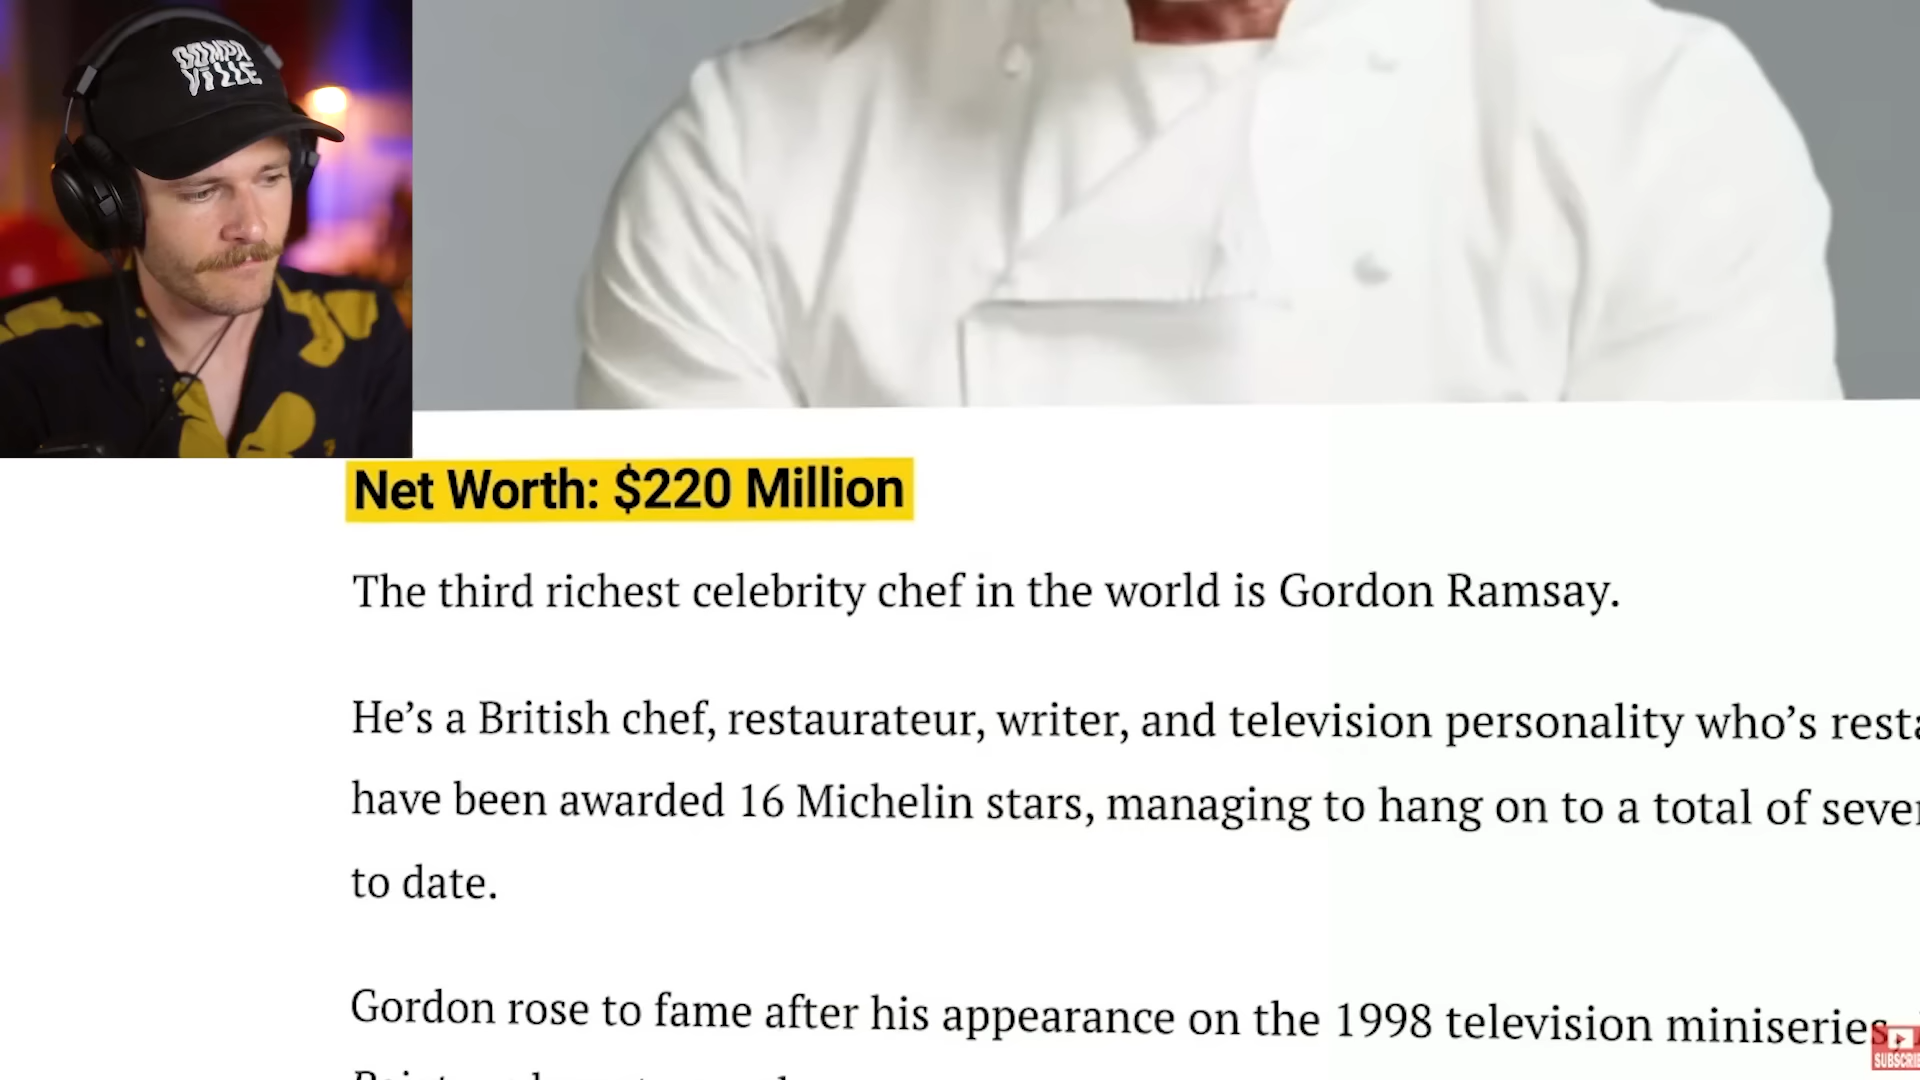 COMPA
VILLE
Net Worth: $220 Million
The third richest celebrity chef in the world is Gordon Ramsay.
He’s a British chef, restaurateur, writer, and television personality who’s
have been awarded 16 Michelin stars, managing to hang on to a total of
to date.
Gordon rose to fame after his appearance on the 1998 television miniseries,